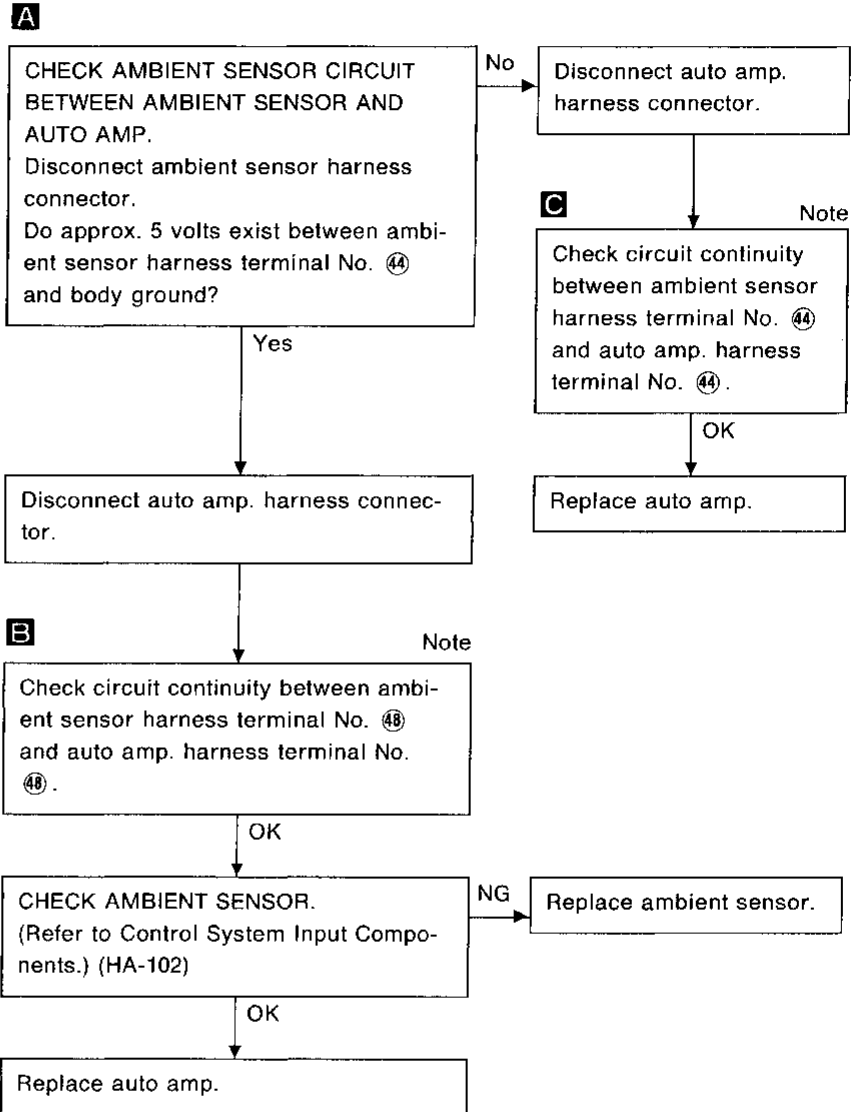 A
CHECK AMBIENT SENSOR CIRCUIT
BETWEEN AMBIENT SENSOR AND
AUTO AMP.
Disconnect ambient sensor harness
connector.
Do approx. 5 volts exist between ambi-
ent sensor harness terminal No. ㊹
and body ground?
No
Disconnect auto amp.
harness connector.
C
Note
Check circuit continuity
between ambient sensor
harness terminal No. ㊹
and auto amp. harness
terminal No. ㊹.
OK
Replace auto amp.
Yes
Disconnect auto amp. harness connec-
tor.
B
Note
Check circuit continuity between ambi-
ent sensor harness terminal No. ㊽
and auto amp. harness terminal No.
㊽.
OK
CHECK AMBIENT SENSOR.
(Refer to Control System Input Compo-
nents.) (HA-102)
NG
Replace ambient sensor.
OK
Replace auto amp.